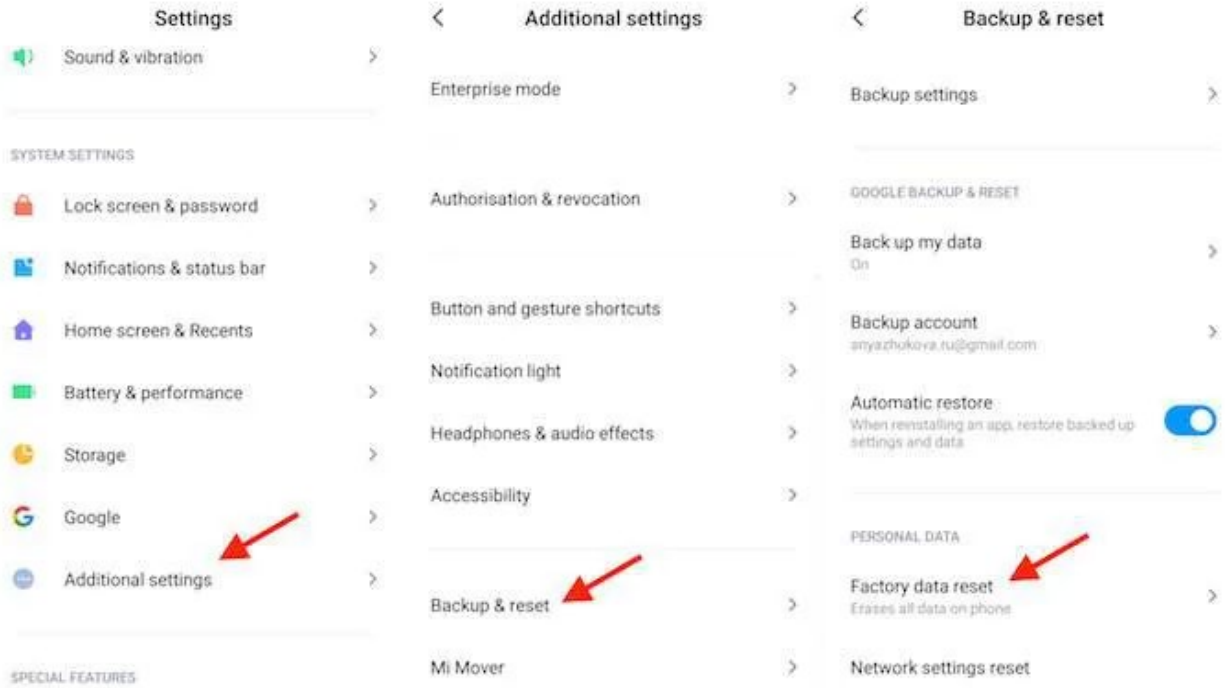 Settings
Sound & vibration
SYSTEM SETTINGS
Lock screen & password
Notifications & status bar
Home screen & Recents
Battery & performance
Storage
Google
Additional settings
SPECIAL FEATURES
Additional settings
Enterprise mode
Authorisation & revocation
Button and gesture shortcuts
Notification light
Headphones & audio effects
Accessibility
Backup & reset
Mi Mover
Backup & reset
Backup settings
GOOGLE BACKUP & RESET
Back up my data
On
Backup account
anyazhukova.ru@gmail.com
Automatic restore
When reinstalling an app, restore backed up
settings and data
PERSONAL DATA
Factory data reset
Erases all data on phone
Network settings reset